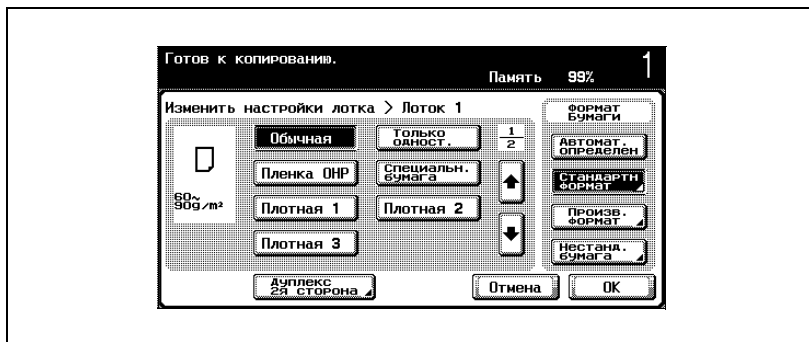 Готов к копированию.
Память 99% 1
Изменить настройки лотка > Лоток 1
60~
90g/m²
Обычная
Только
одност.
Пленка OHP
Специальн.
бумага
Плотная 1
Плотная 2
Плотная 3
1
2
Дуплекс
2я сторона
Формат
бумаги
Автомат.
определен
Стандартн
формат
Произв.
формат
Нестанд.
бумага
Отмена
OK